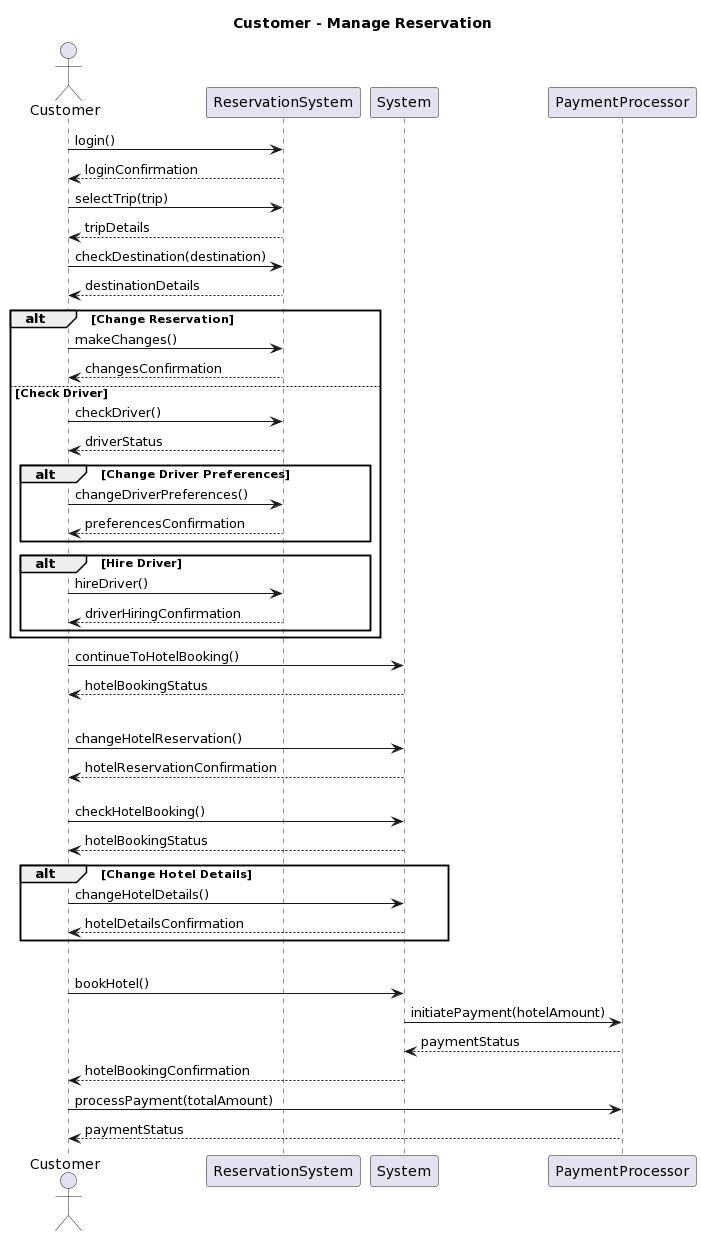 Customer - Manage Reservation
Customer
ReservationSystem
System
PaymentProcessor
login()
loginConfirmation
selectTrip(trip)
tripDetails
checkDestination(destination)
destinationDetails
alt [Change Reservation]
makeChanges()
changesConfirmation
[Check Driver]
checkDriver()
driverStatus
alt [Change Driver Preferences]
changeDriverPreferences()
preferencesConfirmation
alt [Hire Driver]
hireDriver()
driverHiringConfirmation
continueToHotelBooking()
hotelBookingStatus
changeHotelReservation()
hotelReservationConfirmation
checkHotelBooking()
hotelBookingStatus
alt [Change Hotel Details]
changeHotelDetails()
hotelDetailsConfirmation
bookHotel()
initiatePayment(hotelAmount)
paymentStatus
hotelBookingConfirmation
processPayment(totalAmount)
paymentStatus
Customer
ReservationSystem
System
PaymentProcessor